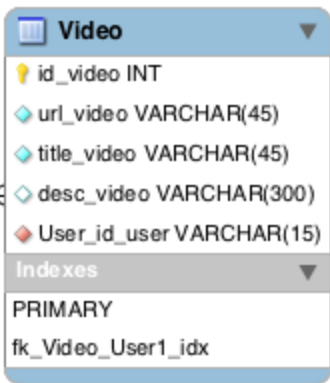 Video
id_video INT
url_video VARCHAR(45)
title_video VARCHAR(45)
desc_video VARCHAR(300)
User_id_user VARCHAR(15)
Indexes
PRIMARY
fk_Video_User1_idx